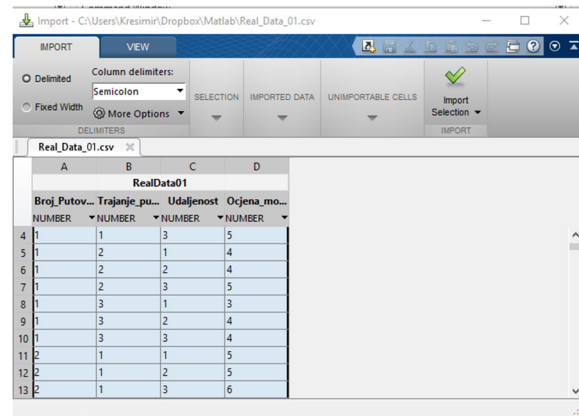 Import - C:\Users\Kresimir\Dropbox\Matlab\Real_Data_01.csv
IMPORT VIEW
Delimited
Column delimiters:
Semicolon
Fixed Width
More Options
SELECTION
IMPORTED DATA
UNIMPORTABLE CELLS
Import
Selection
DELIMITERS
IMPORT
Real_Data_01.csv
A B C D
RealData01
Broj_Putov... Trajanje_pu... Udaljenost Ocjena_mo...
NUMBER NUMBER NUMBER NUMBER
4 1 1 3 5
5 1 2 1 4
6 1 2 2 4
7 1 2 3 5
8 1 3 1 3
9 1 3 2 4
10 1 3 3 4
11 2 1 1 5
12 2 1 2 5
13 2 1 3 6